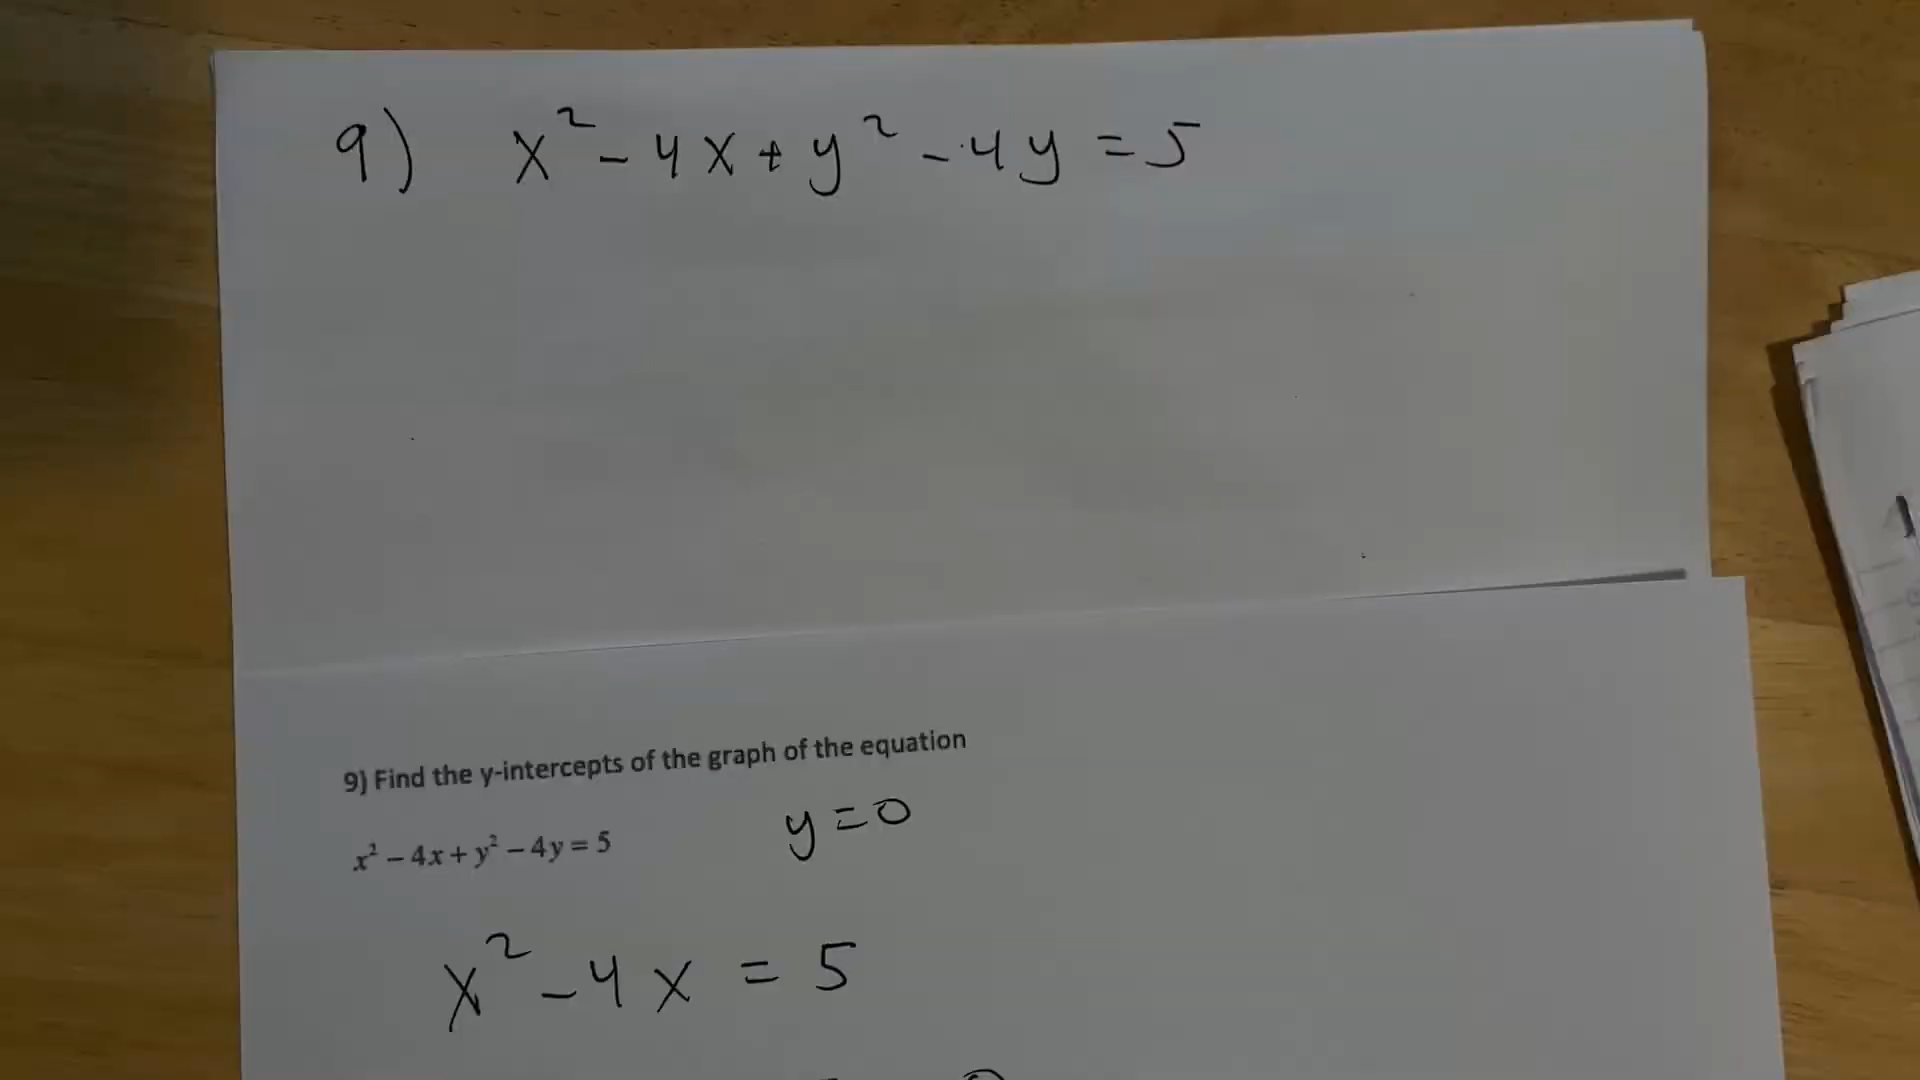 9) x² - 4x + y² - 4y = 5
9) Find the y-intercepts of the graph of the equation
x² - 4x + y² - 4y = 5
y = 0
x² - 4x = 5